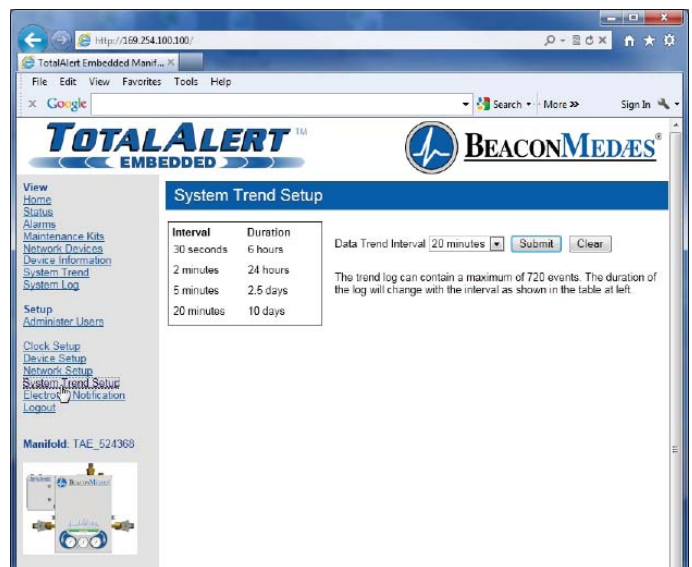 http://169.254.100.100/
TotalAlert Embedded Manif...
File Edit View Favorites Tools Help
x Google Search More >> Sign In
TOTALALERT TM
EMBEDDED
BEACONMEDÆS®
View
Home
Status
Alarms
Maintenance Kits
Network Devices
Device Information
System Trend
System Log
Setup
Administer Users
Clock Setup
Device Setup
Network Setup
System Trend Setup
Notification
Logout
Manifold: TAE_524368
BEACONMEDÆS
System Trend Setup
Interval Duration
30 seconds 6 hours
2 minutes 24 hours
5 minutes 2.5 days
20 minutes 10 days
Data Trend Interval 20 minutes Submit Clear
The trend log can contain a maximum of 720 events. The duration of
the log will change with the interval as shown in the table at left.